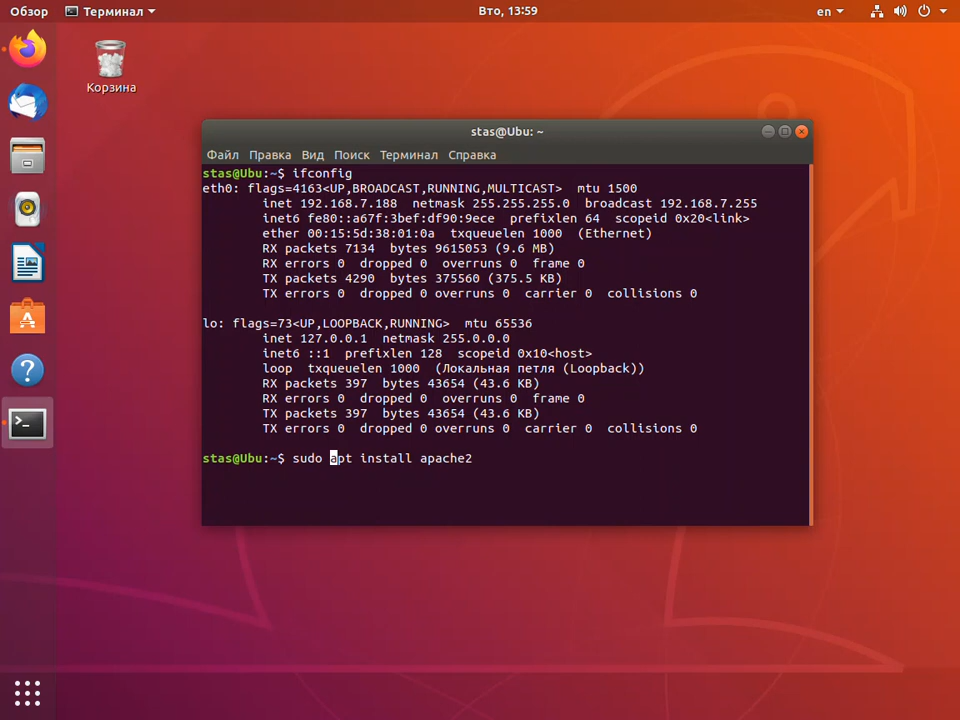 Обзор Терминал Вто, 13:59 en
Корзина
stas@Ubu: ~
Файл Правка Вид Поиск Терминал Справка
stas@Ubu:~$ ifconfig
eth0: flags=4163<UP,BROADCAST,RUNNING,MULTICAST>  mtu 1500
        inet 192.168.7.188  netmask 255.255.255.0  broadcast 192.168.7.255
        inet6 fe80::a67f:3bef:df90:9ece  prefixlen 64  scopeid 0x20<link>
        ether 00:15:5d:38:01:0a  txqueuelen 1000  (Ethernet)
        RX packets 7134  bytes 9615053 (9.6 MB)
        RX errors 0  dropped 0  overruns 0  frame 0
        TX packets 4290  bytes 375560 (375.5 KB)
        TX errors 0  dropped 0 overruns 0  carrier 0  collisions 0
lo: flags=73<UP,LOOPBACK,RUNNING>  mtu 65536
        inet 127.0.0.1  netmask 255.0.0.0
        inet6 ::1  prefixlen 128  scopeid 0x10<host>
        loop  txqueuelen 1000  (Локальная петля (Loopback))
        RX packets 397  bytes 43654 (43.6 KB)
        RX errors 0  dropped 0  overruns 0  frame 0
        TX packets 397  bytes 43654 (43.6 KB)
        TX errors 0  dropped 0 overruns 0  carrier 0  collisions 0
stas@Ubu:~$ sudo apt install apache2